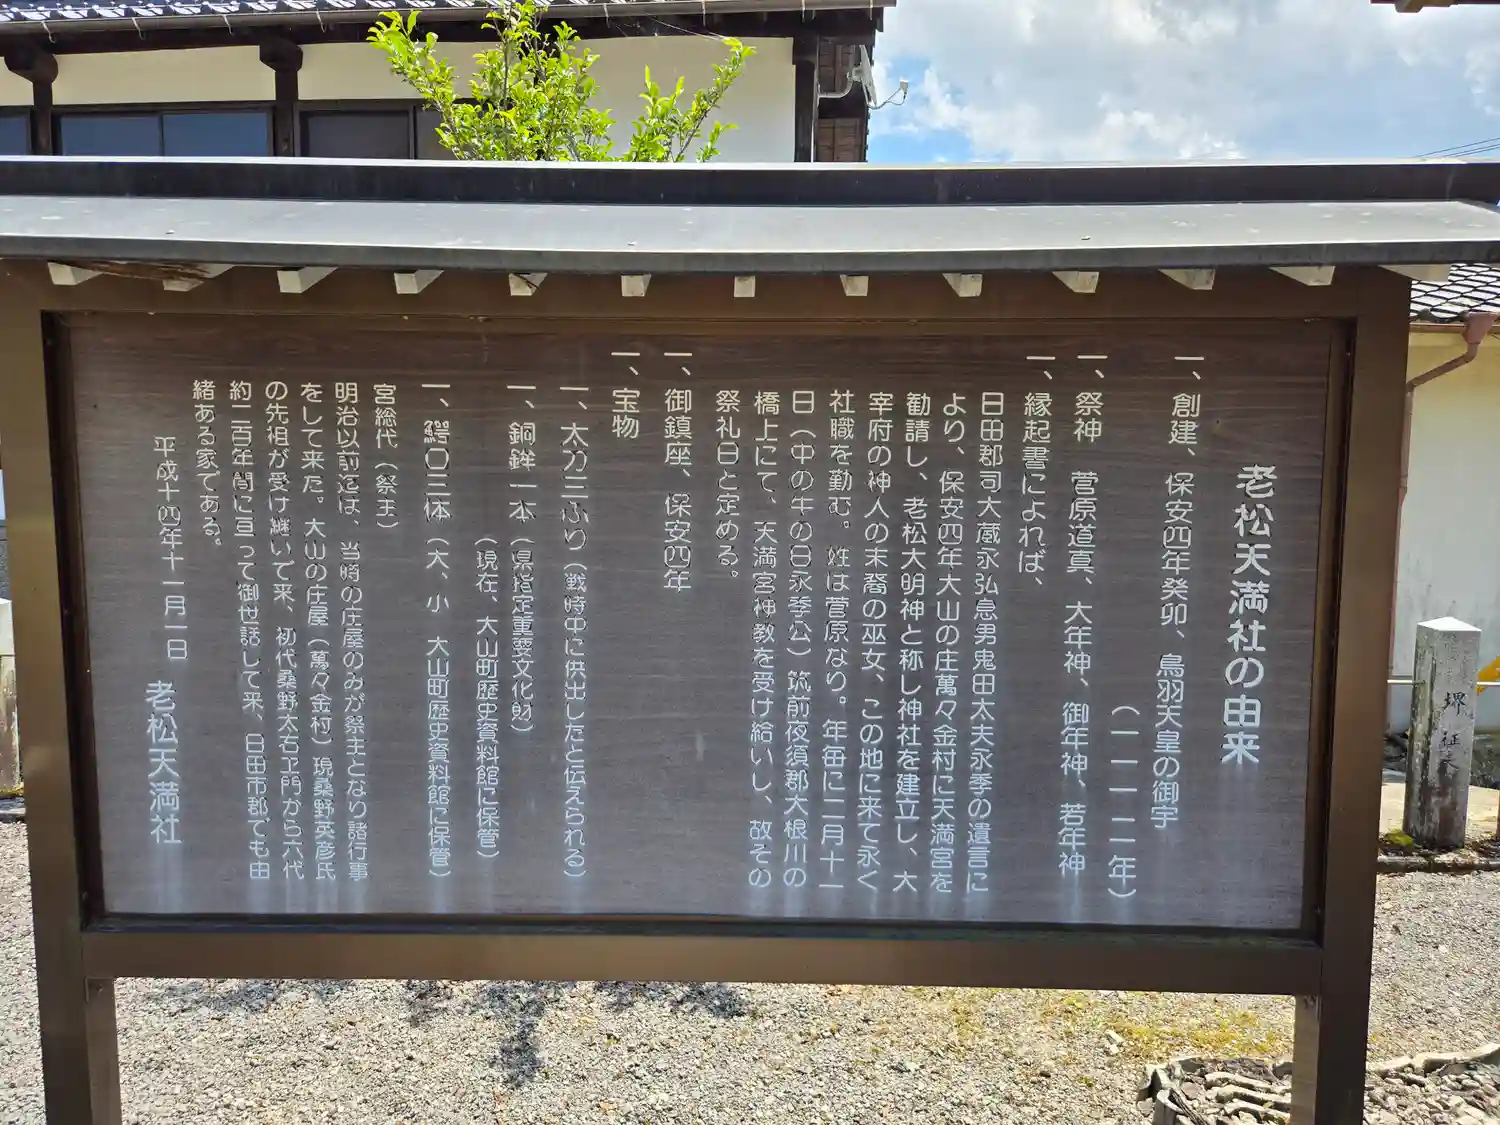 老松天満社の由来
一、創建、保安四年癸卯、鳥羽天皇の御宇
(一一一二一年)
一、祭神 菅原道真、大年神、御年神、若年神
一、縁起書によれば、
日田郡司大蔵永弘息男鬼田太夫永季の遺言に
より、保安四年大山の庄萬々金村に天満宮を
勧請し、老松大明神と称し神社を建立し、大
宰府の神人の末裔の巫女、この地に来て永く
社職を勤む。姓は菅原なり。年毎に二月十一
日(中の午の日永季公)筑前夜須郡大根川の
橋上にて、天満宮神教を受け給いし、故その
祭礼日と定める。
一、御鎮座、保安四年
一、宝物
一、太刀三ふり(戦時中に供出したと伝えられる)
一、銅鉾一本(県指定重要文化財)
(現在、大山町歴史資料館に保管)
一、鰐口三体(大、小 大山町歴史資料館に保管)
宮総代(祭主)
明治以前迄は、当時の庄屋のみが祭主となり諸行事
をして来た。大山の庄屋(萬々金村)現桑野英彦氏
の先祖が受け継いで来、初代桑野太右ヱ門から六代
約二百年間に亘って御世話して来、日田市郡でも由
緒ある家である。
平成十四年十一月一日 老松天満社